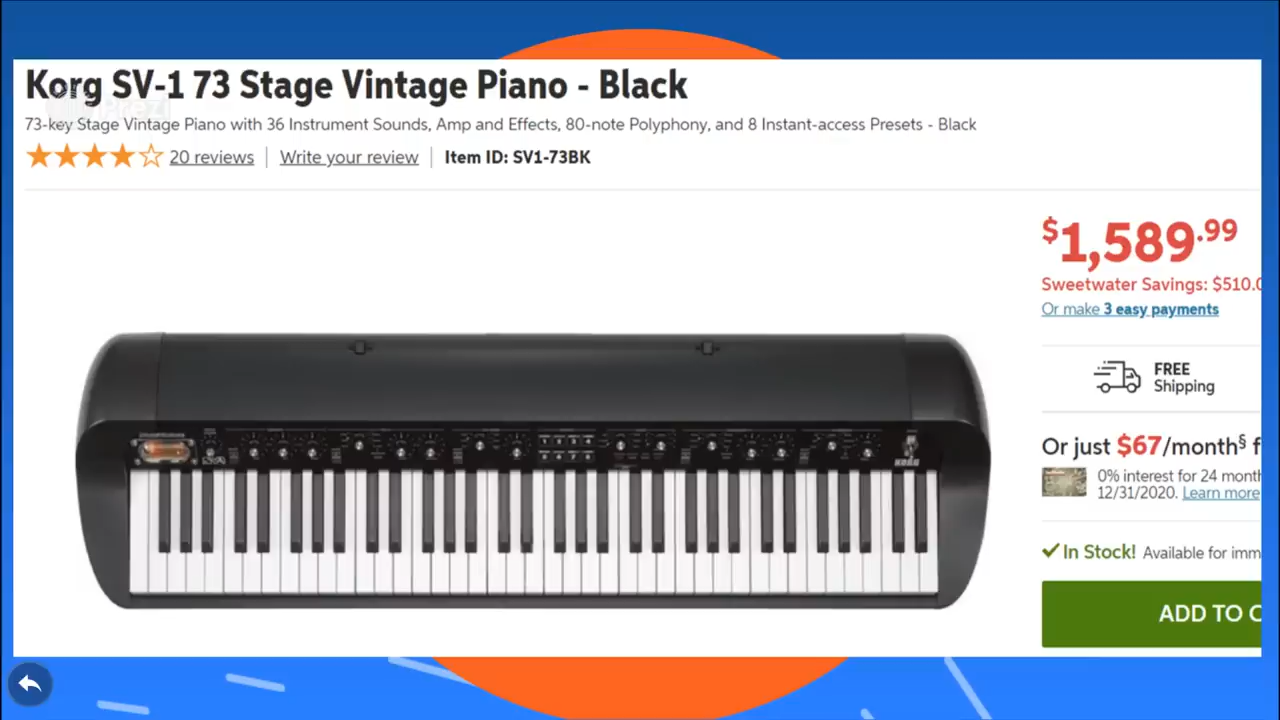 Korg SV-1 73 Stage Vintage Piano - Black
Prezi
73-key Stage Vintage Piano with 36 Instrument Sounds, Amp and Effects, 80-note Polyphony, and 8 Instant-access Presets - Black
20 reviews | Write your review | Item ID: SV1-73BK
$1,589.99
Sweetwater Savings: $510.0
Or make 3 easy payments
FREE
Shipping
Or just $67/month§ f
0% interest for 24 month
12/31/2020. Learn more
In Stock! Available for imm
KORG
ADD TO C